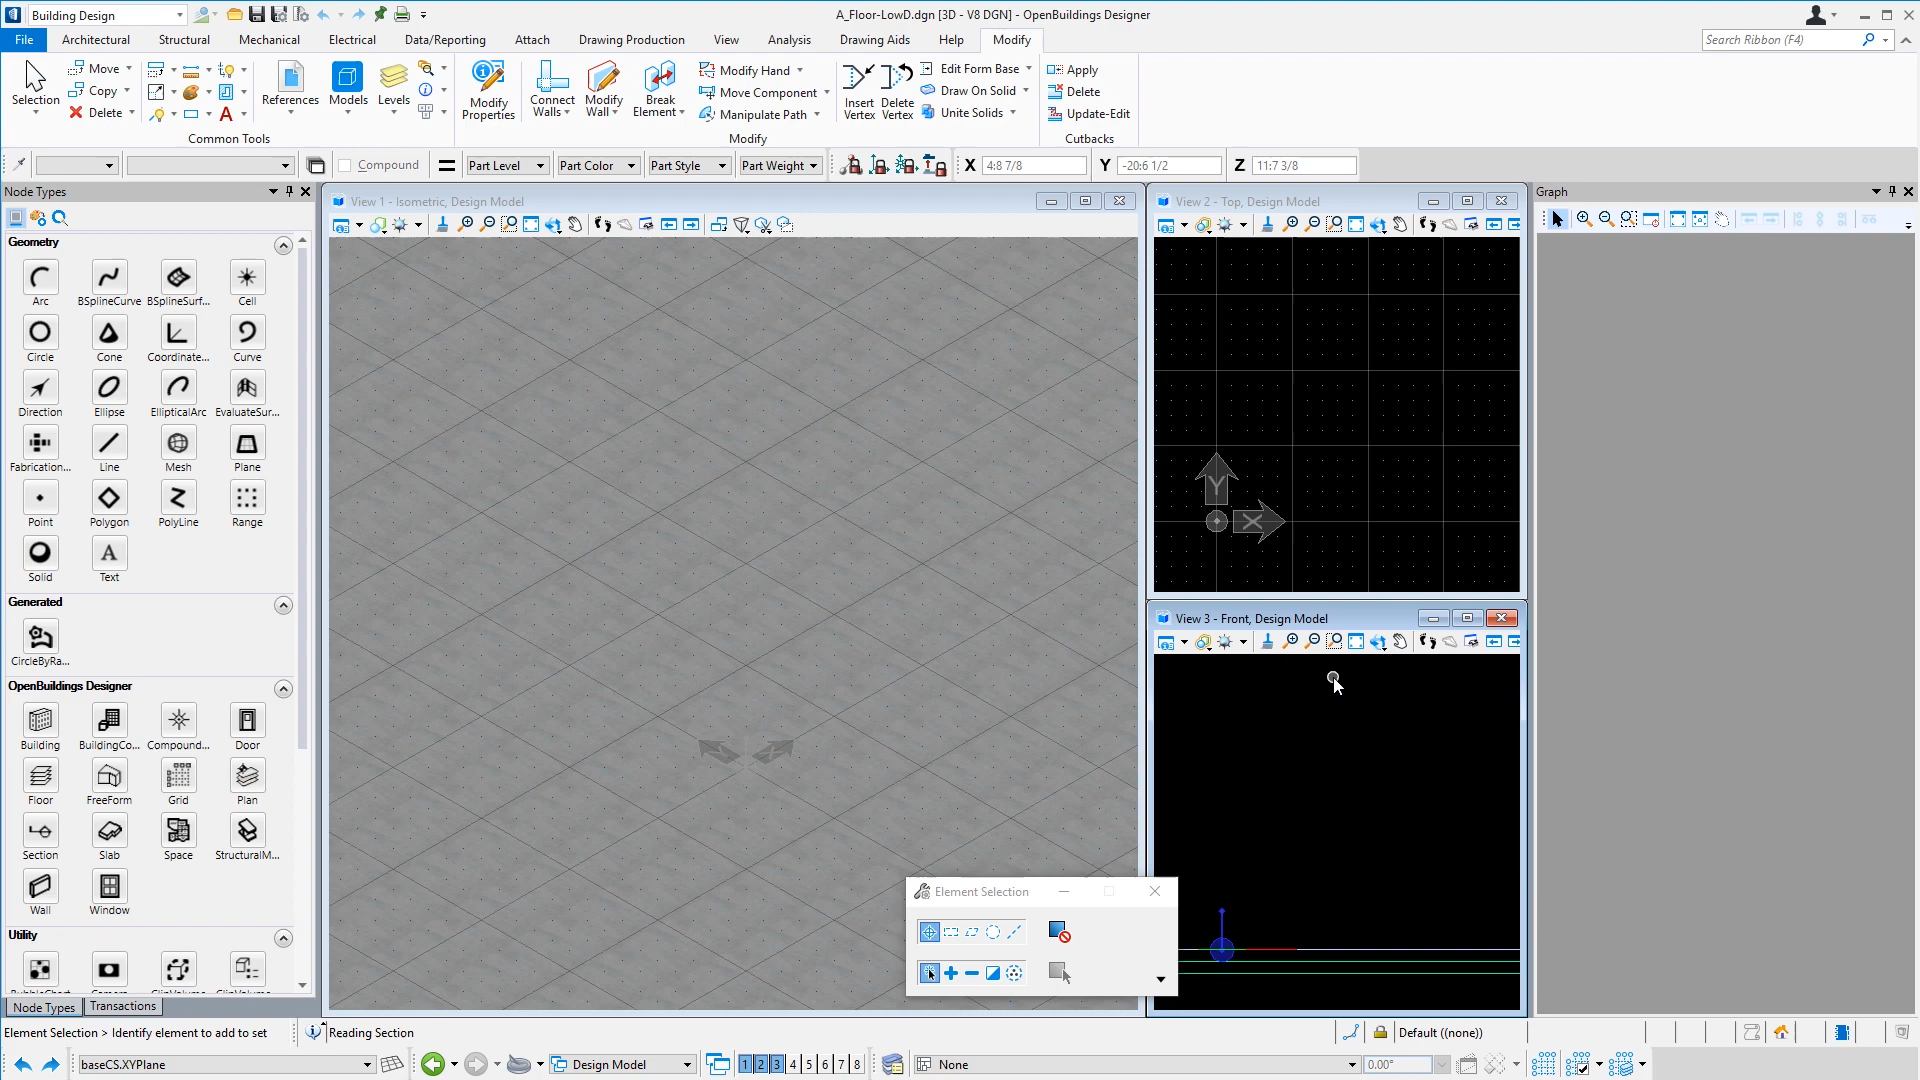 Building Design
A_Floor-LowD.dgn [3D - V8 DGN] - OpenBuildings Designer
File Architectural Structural Mechanical Electrical Data/Reporting Attach Drawing Production View Analysis Drawing Aids Help Modify
Search Ribbon (F4)
Selection
Move
Copy
Delete
References
Models
Levels
Common Tools
Modify Properties
Connect Walls
Modify Wall
Break Element
Modify Hand
Move Component
Manipulate Path
Insert Vertex
Delete Vertex
Edit Form Base
Draw On Solid
Unite Solids
Modify
Apply
Delete
Update-Edit
Cutbacks
Compound
Part Level
Part Color
Part Style
Part Weight
X 4:8 7/8
Y -20:6 1/2
Z 11:7 3/8
Node Types
Geometry
Arc BSplineCurve BSplineSurf... Cell
Circle Cone Coordinate... Curve
Direction Ellipse EllipticalArc EvaluateSur...
Fabrication... Line Mesh Plane
Point Polygon PolyLine Range
Solid Text
Generated
CircleByRa...
OpenBuildings Designer
Building BuildingCo... Compound... Door
Floor FreeForm Grid Plan
Section Slab Space StructuralM...
Wall Window
Utility
Node Types Transactions
View 1 - Isometric, Design Model
View 2 - Top, Design Model
Y
X
View 3 - Front, Design Model
Graph
Element Selection
Element Selection > Identify element to add to set
Reading Section
Default ((none))
baseCS.XYPlane
Design Model
1 2 3 4 5 6 7 8
None
0.00°